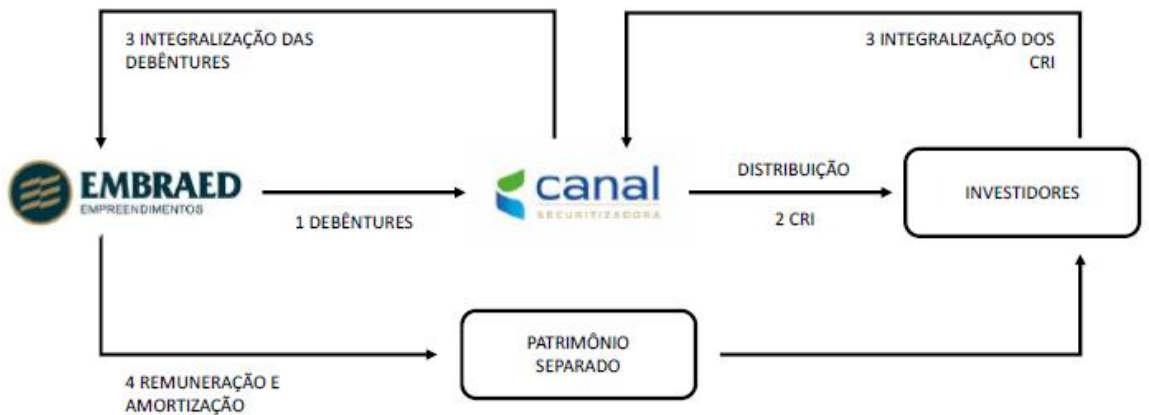 3 INTEGRALIZAÇÃO DAS
DEBÊNTURES
3 INTEGRALIZAÇÃO DOS
CRI
EMBRAED
EMPREENDIMENTOS
1 DEBÊNTURES
canal
SECURITIZADORA
DISTRIBUIÇÃO
2 CRI
INVESTIDORES
PATRIMÔNIO
SEPARADO
4 REMUNERAÇÃO E
AMORTIZAÇÃO